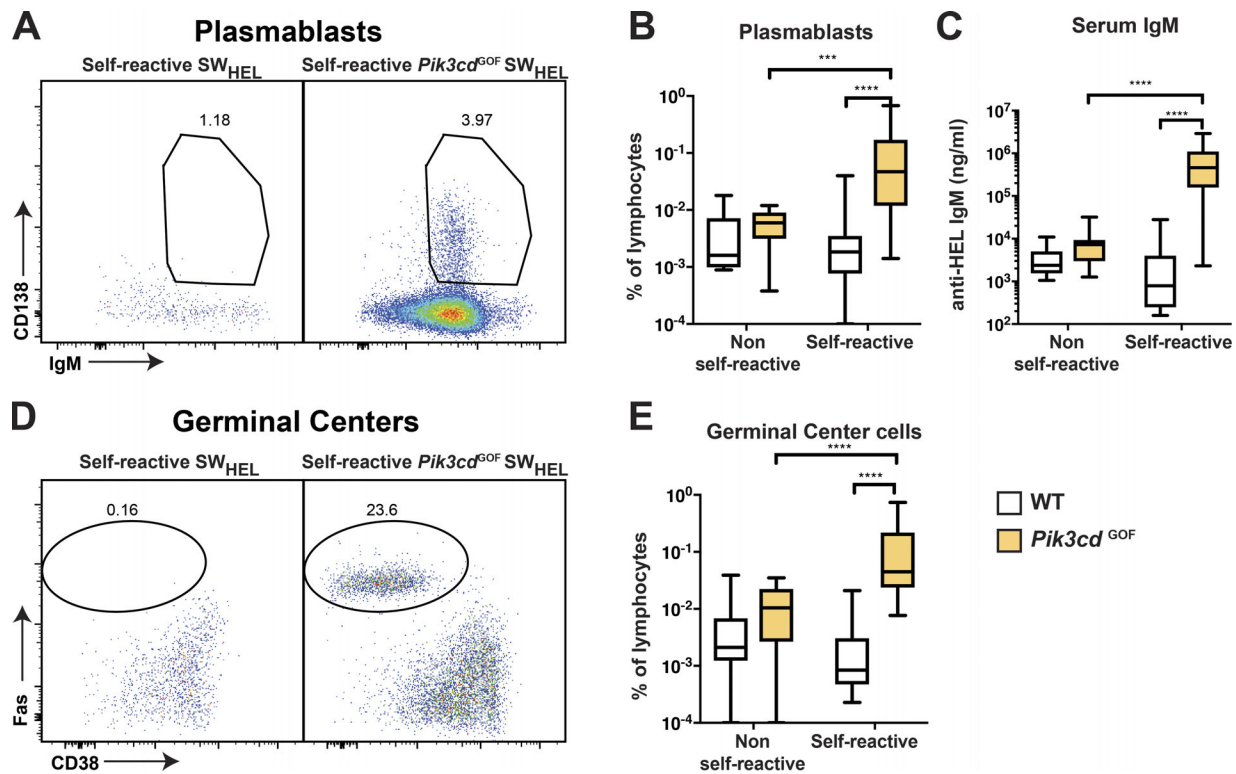 A
Plasmablasts
Self-reactive SWHEL
Self-reactive Pik3cdGOF SWHEL
1.18
3.97
CD138
IgM
B
Plasmablasts
***
****
10^0
10^-1
10^-2
10^-3
10^-4
% of lymphocytes
Non self-reactive
Self-reactive
C
Serum IgM
****
****
10^7
10^6
10^5
10^4
10^3
10^2
anti-HEL IgM (ng/ml)
Non self-reactive
Self-reactive
D
Germinal Centers
Self-reactive SWHEL
Self-reactive Pik3cdGOF SWHEL
0.16
23.6
Fas
CD38
E
Germinal Center cells
****
****
10^0
10^-1
10^-2
10^-3
10^-4
% of lymphocytes
Non self-reactive
Self-reactive
WT
Pik3cd GOF